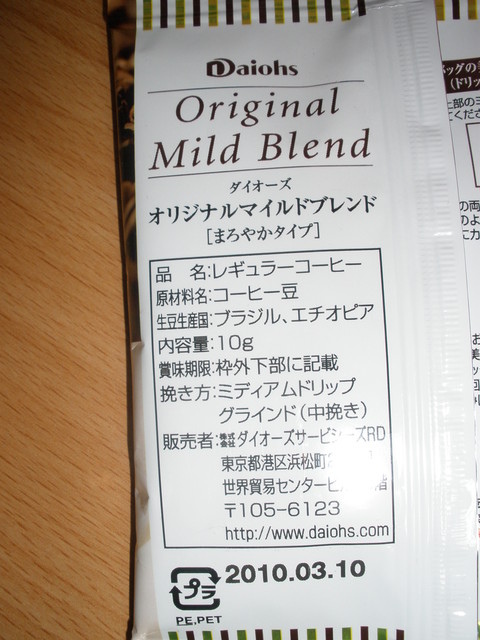 Daiohs
Original
Mild Blend
ダイオーズ
オリジナルマイルドブレンド
[まろやかタイプ]
品 名:レギュラーコーヒー
原材料名:コーヒー豆
生豆生産国:ブラジル、エチオピア
内容量:10g
賞味期限:枠外下部に記載
挽き方:ミディアムドリップ
グラインド(中挽き)
販売者:株式会社ダイオーズサービシーズRD
東京都港区浜松町
世界貿易センタービ 階
〒105-6123
http://www.daiohs.com
プラ
2010.03.10
PE,PET